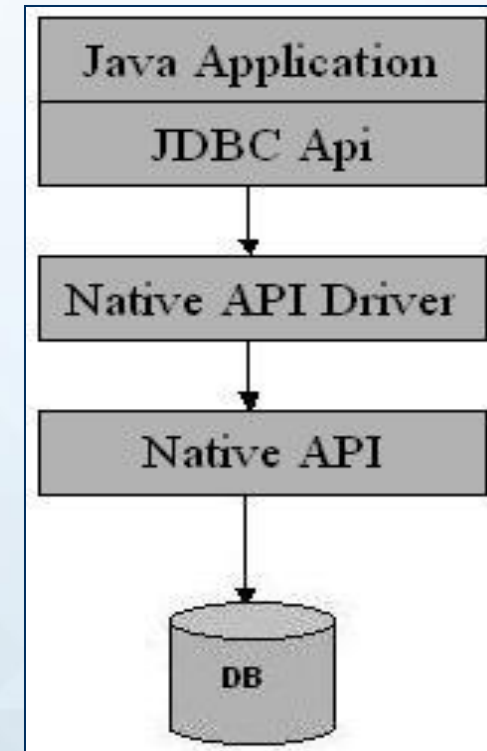 Java Application
JDBC Api
Native API Driver
Native API
DB